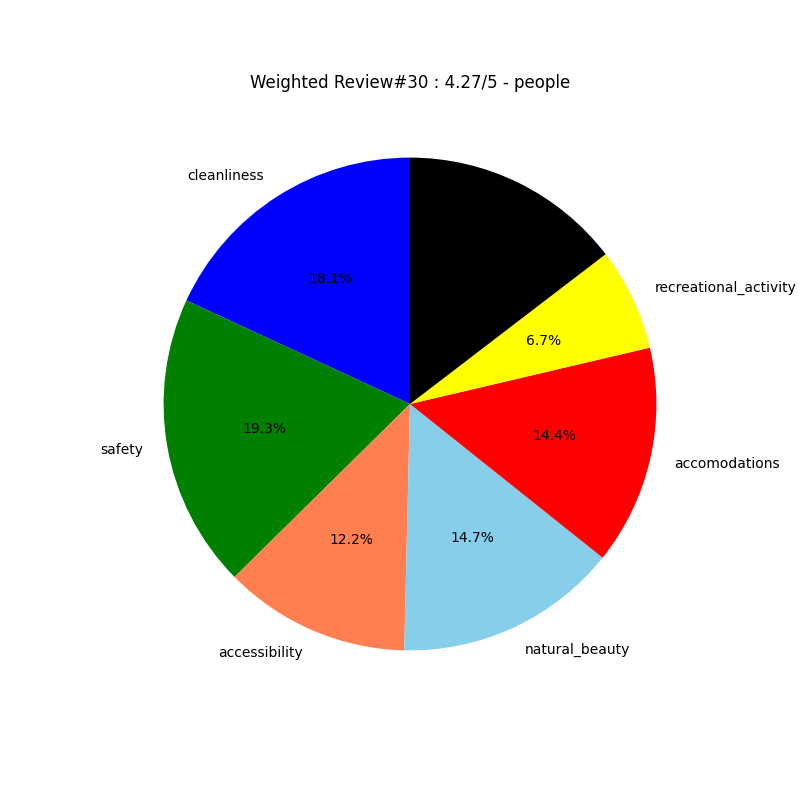 Weighted Review#30 : 4.27/5 - people
cleanliness
18.1%
recreational_activity
6.7%
safety
19.3%
14.4%
accomodations
12.2%
14.7%
accessibility
natural_beauty